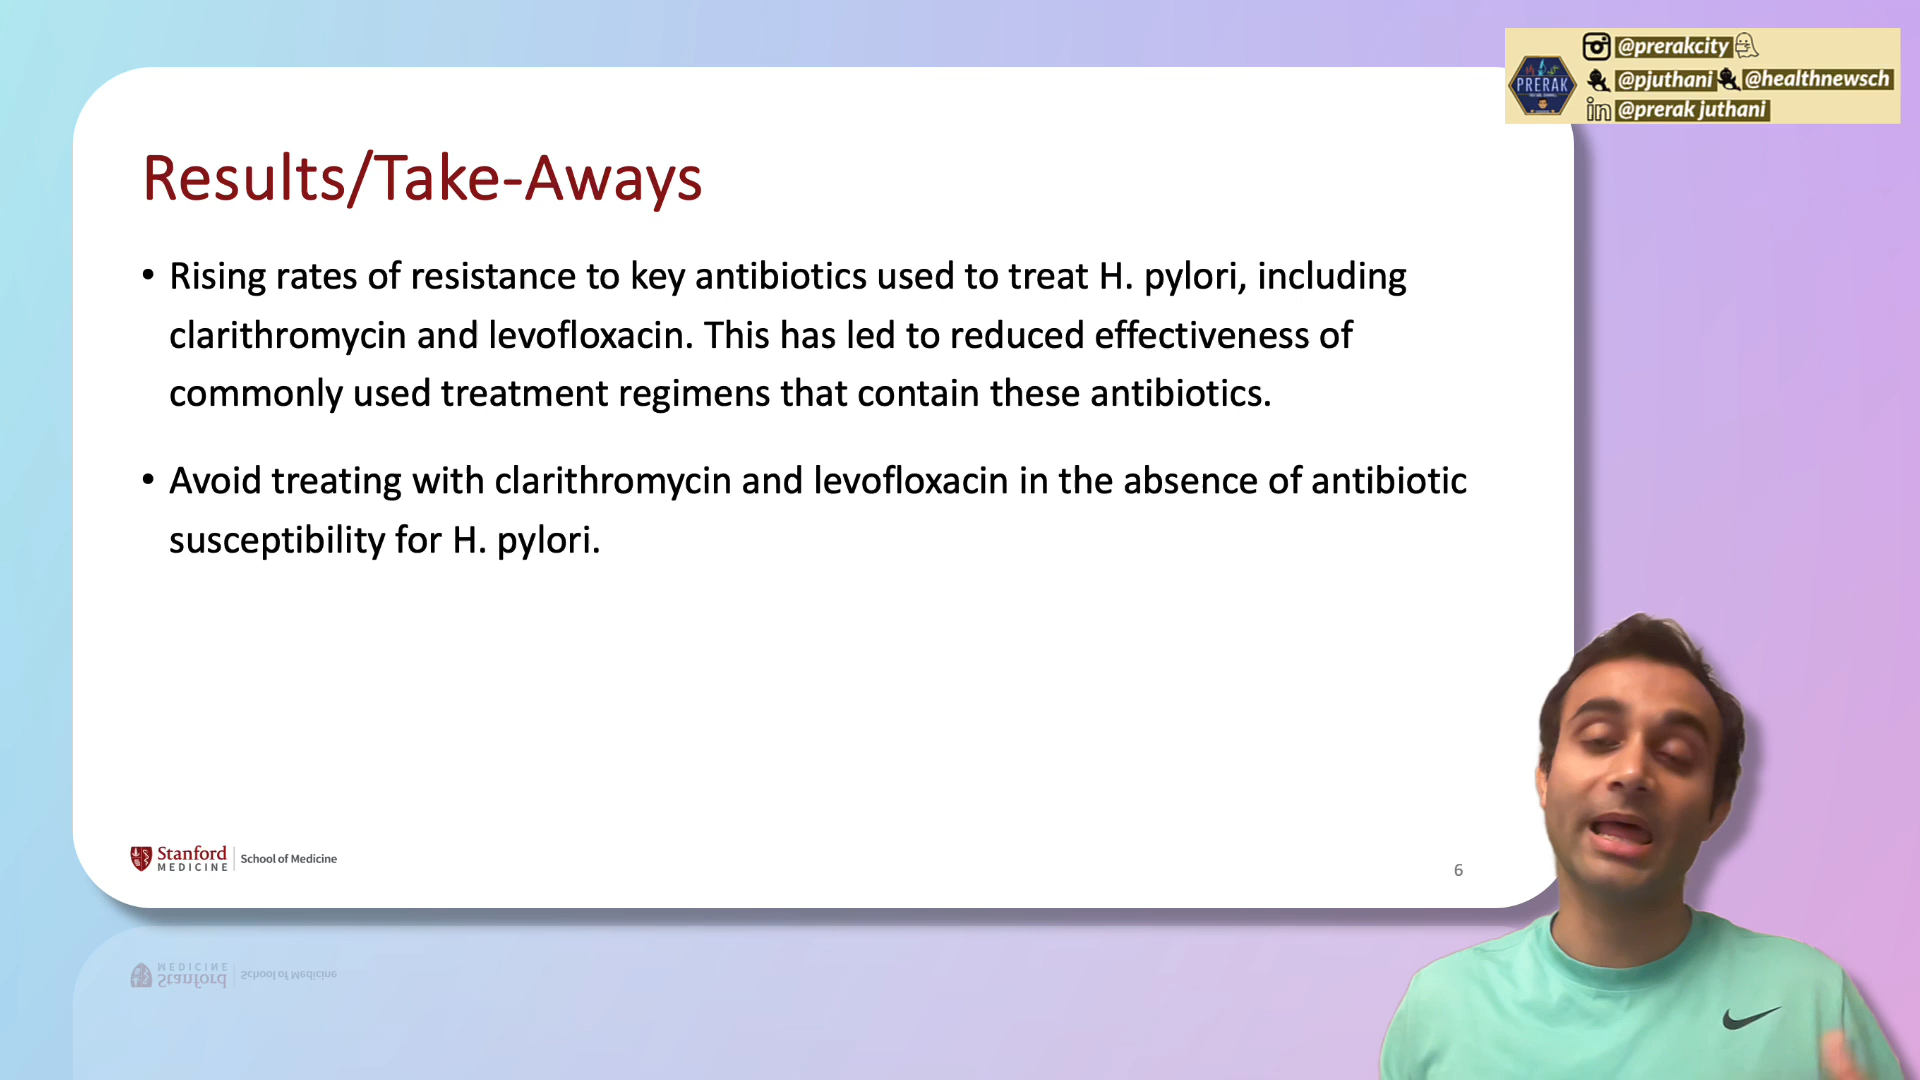 @prerakcity
PRERAK
@pjuthani @healthnewsch
in @prerak juthani
Results/Take-Aways
• Rising rates of resistance to key antibiotics used to treat H. pylori, including
clarithromycin and levofloxacin. This has led to reduced effectiveness of
commonly used treatment regimens that contain these antibiotics.
• Avoid treating with clarithromycin and levofloxacin in the absence of antibiotic
susceptibility for H. pylori.
Stanford
MEDICINE
School of Medicine
6